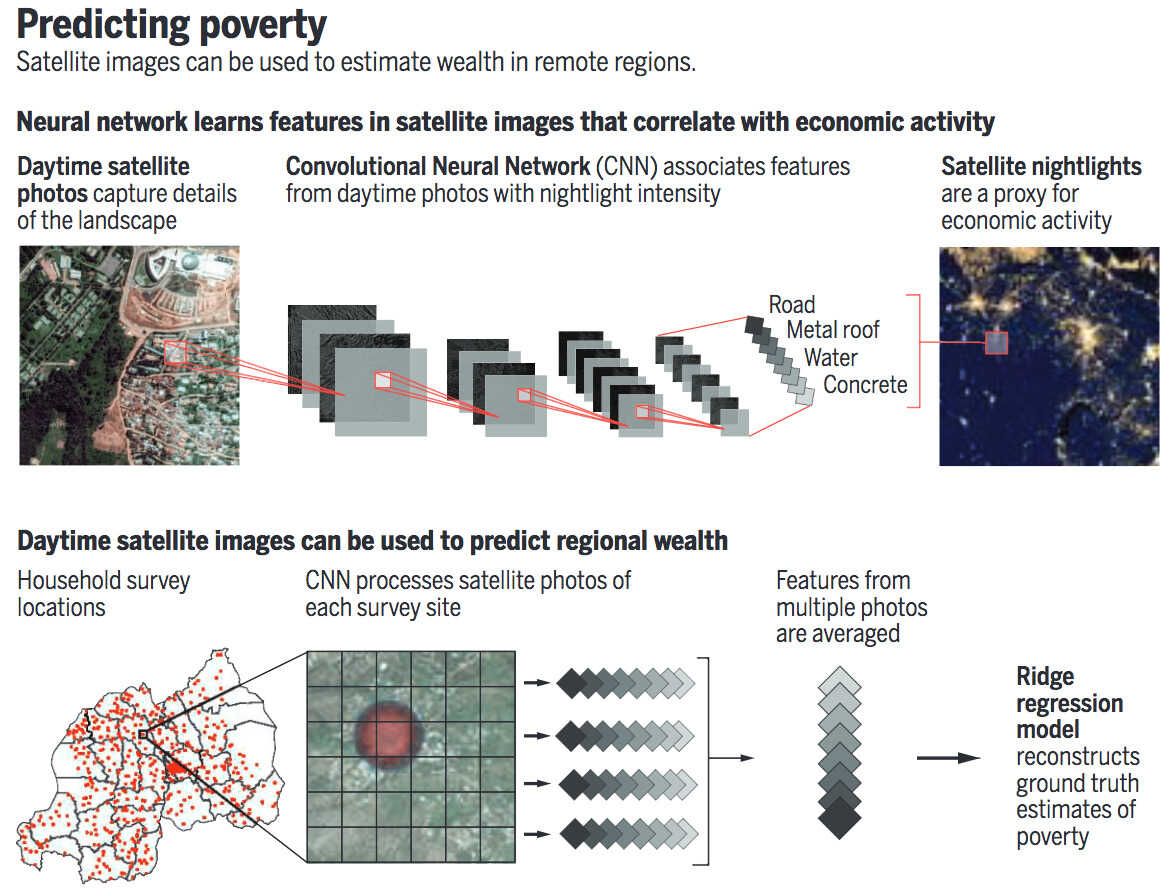 Predicting poverty
Satellite images can be used to estimate wealth in remote regions.
Neural network learns features in satellite images that correlate with economic activity
Daytime satellite
photos capture details
of the landscape
Convolutional Neural Network (CNN) associates features
from daytime photos with nightlight intensity
Satellite nightlights
are a proxy for
economic activity
Road
Metal roof
Water
Concrete
Daytime satellite images can be used to predict regional wealth
Household survey
locations
CNN processes satellite photos of
each survey site
Features from
multiple photos
are averaged
Ridge
regression
model
reconstructs
ground truth
estimates of
poverty